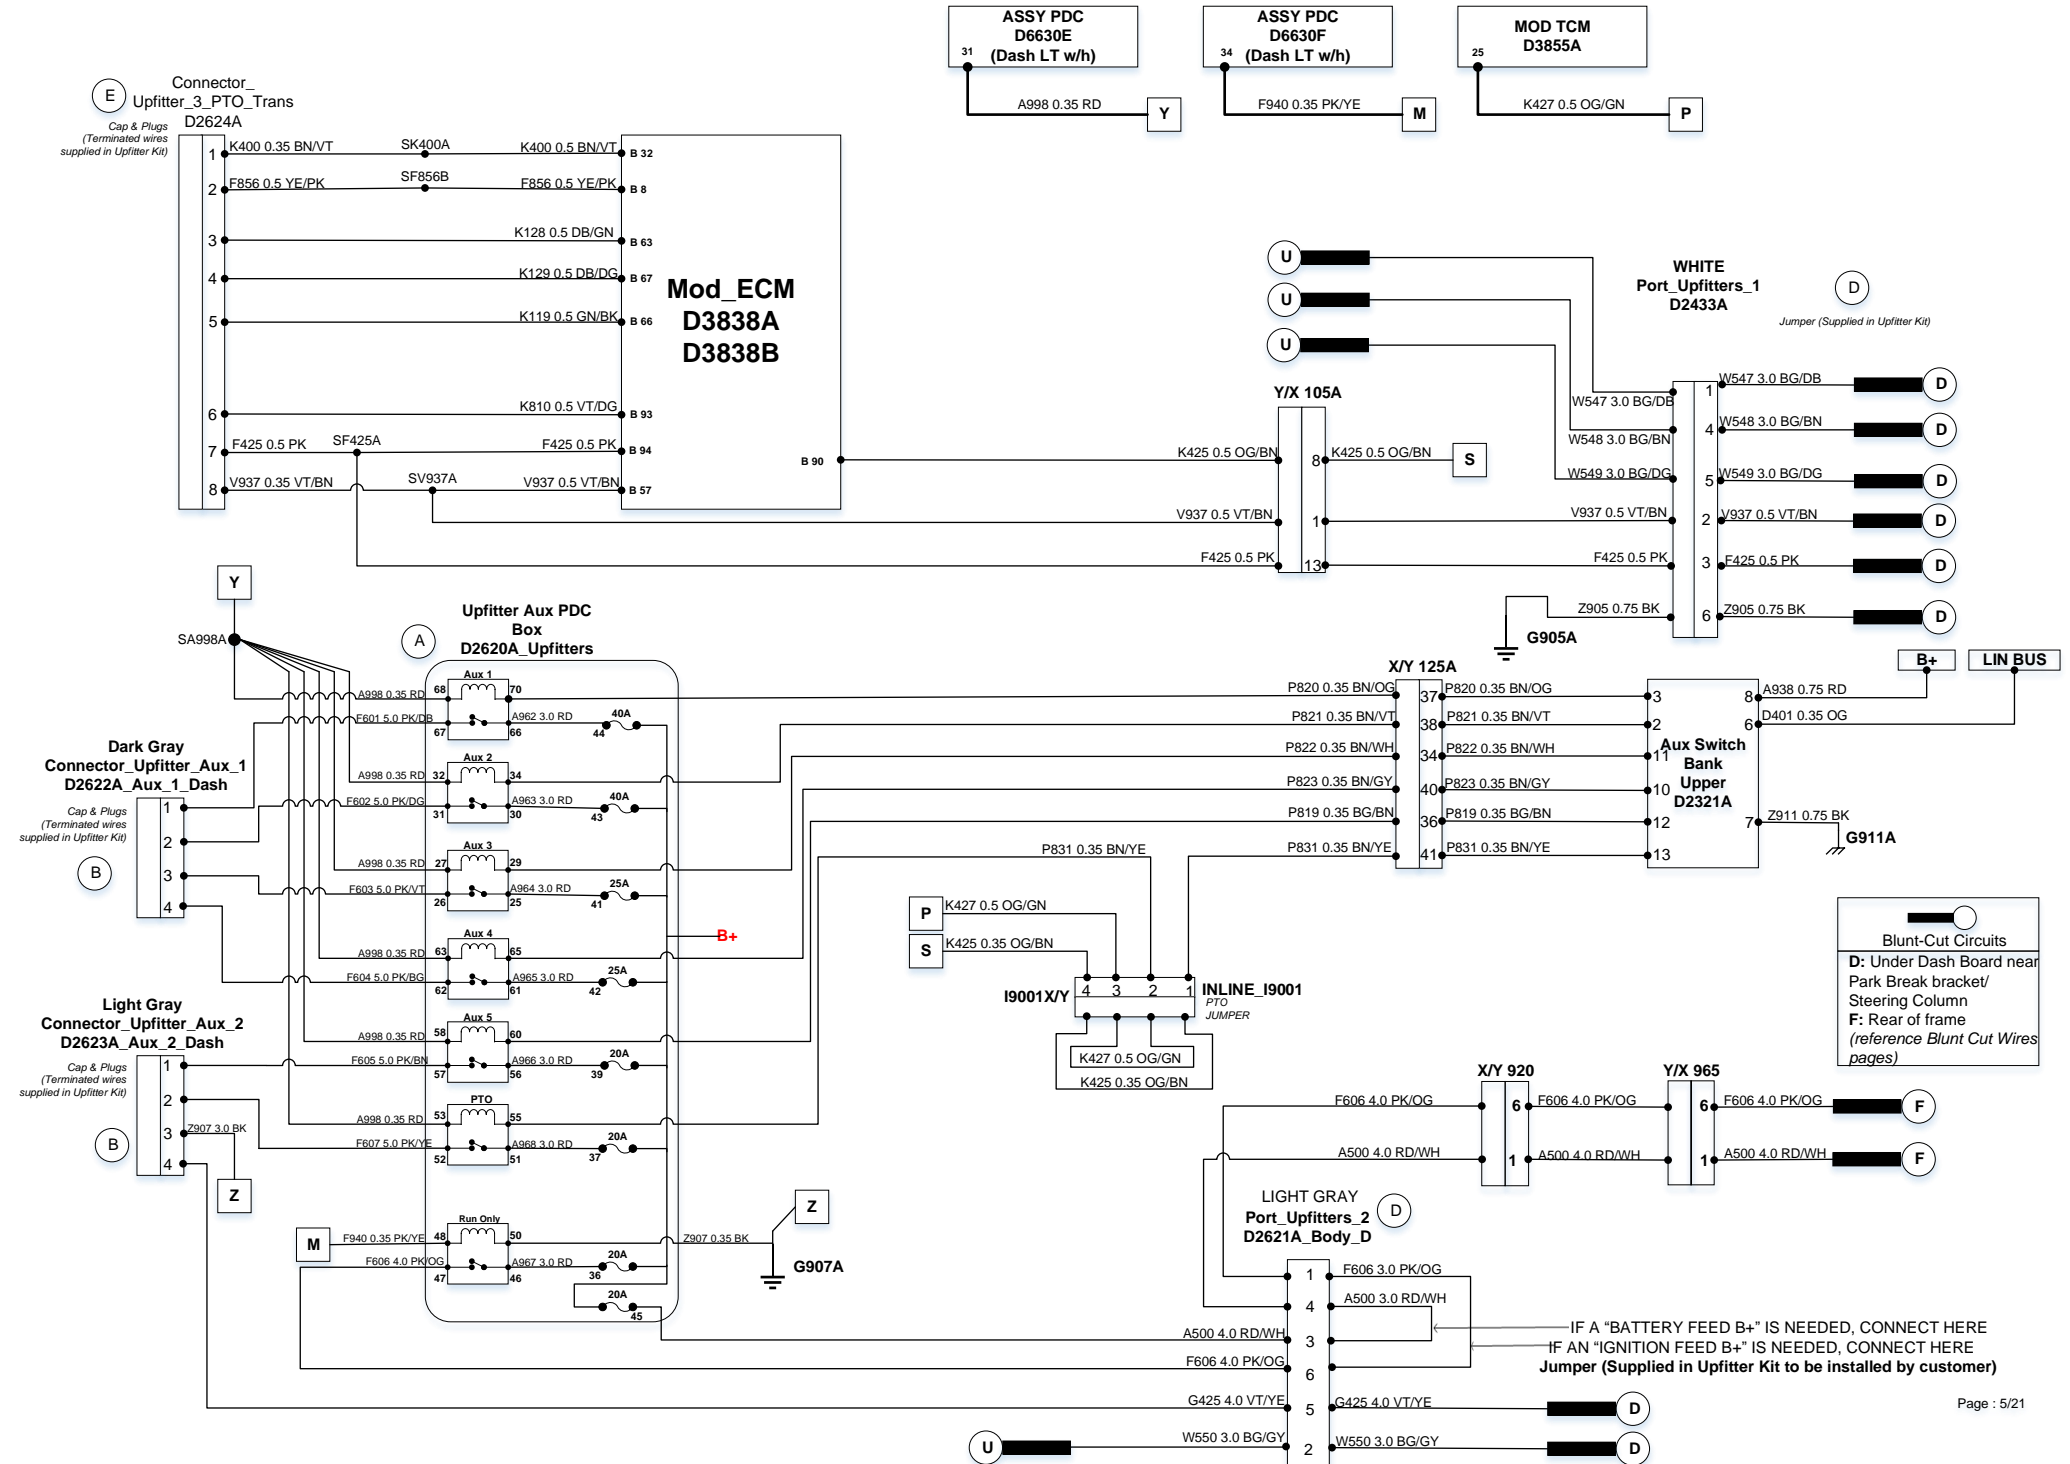 ASSY PDC
D6630E
(Dash LT w/h)
31
A998 0.35 RD
Y
ASSY PDC
D6630F
(Dash LT w/h)
34
F940 0.35 PK/YE
M
MOD TCM
D3855A
25
K427 0.5 OG/GN
P
E
Connector_
Upfitter_3_PTO_Trans
D2624A
Cap & Plugs
(Terminated wires
supplied in Upfitter Kit)
1 K400 0.35 BN/VT SK400A K400 0.5 BN/VT B 32
2 F856 0.5 YE/PK SF856B F856 0.5 YE/PK B 8
3 K128 0.5 DB/GN B 63
4 K129 0.5 DB/DG B 67
5 K119 0.5 GN/BK B 66
6 K810 0.5 VT/DG B 93
7 F425 0.5 PK SF425A F425 0.5 PK B 94
8 V937 0.35 VT/BN SV937A V937 0.5 VT/BN B 57
Mod_ECM
D3838A
D3838B
B 90
U
U
U
WHITE
Port_Upfitters_1
D2433A
D
Jumper (Supplied in Upfitter Kit)
Y/X 105A
K425 0.5 OG/BN 8 K425 0.5 OG/BN S
V937 0.5 VT/BN 1 V937 0.5 VT/BN
F425 0.5 PK 13 F425 0.5 PK
W547 3.0 BG/DB 1 W547 3.0 BG/DB D
W548 3.0 BG/BN 4 W548 3.0 BG/BN D
W549 3.0 BG/DG 5 W549 3.0 BG/DG D
2 V937 0.5 VT/BN D
3 F425 0.5 PK D
Z905 0.75 BK 6 Z905 0.75 BK D
G905A
Y
SA998A
A
Upfitter Aux PDC
Box
D2620A_Upfitters
Aux 1
A998 0.35 RD 68 70
F601 5.0 PK/DB 67 66 A962 3.0 RD 40A 44
Aux 2
A998 0.35 RD 32 34
F602 5.0 PK/DG 31 30 A963 3.0 RD 40A 43
Aux 3
A998 0.35 RD 27 29
F603 5.0 PK/VT 26 25 A964 3.0 RD 25A 41
Aux 4
A998 0.35 RD 63 65
F604 5.0 PK/BG 62 61 A965 3.0 RD 25A 42
Aux 5
A998 0.35 RD 58 60
F605 5.0 PK/BN 57 56 A966 3.0 RD 20A 39
PTO
A998 0.35 RD 53 55
F607 5.0 PK/YE 52 51 A968 3.0 RD 20A 37
Run Only
M F940 0.35 PK/YE 48 50 Z907 0.35 BK
F606 4.0 PK/OG 47 46 A967 3.0 RD 20A 36
20A 45
B+
Z
G907A
Dark Gray
Connector_Upfitter_Aux_1
D2622A_Aux_1_Dash
Cap & Plugs
(Terminated wires
supplied in Upfitter Kit)
B
1
2
3
4
Light Gray
Connector_Upfitter_Aux_2
D2623A_Aux_2_Dash
Cap & Plugs
(Terminated wires
supplied in Upfitter Kit)
B
1
2
3 Z907 3.0 BK
4
Z
X/Y 125A
P820 0.35 BN/OG 37 P820 0.35 BN/OG 3
P821 0.35 BN/VT 38 P821 0.35 BN/VT 2
P822 0.35 BN/WH 34 P822 0.35 BN/WH 11
P823 0.35 BN/GY 40 P823 0.35 BN/GY 10
P819 0.35 BG/BN 36 P819 0.35 BG/BN 12
P831 0.35 BN/YE P831 0.35 BN/YE 41 P831 0.35 BN/YE 13
Aux Switch
Bank
Upper
D2321A
B+
LIN BUS
8 A938 0.75 RD
6 D401 0.35 OG
7 Z911 0.75 BK
G911A
P K427 0.5 OG/GN
S K425 0.35 OG/BN
I9001X/Y 4 3 2 1 INLINE_I9001
PTO
JUMPER
K427 0.5 OG/GN
K425 0.35 OG/BN
Blunt-Cut Circuits
D: Under Dash Board near
Park Break bracket/
Steering Column
F: Rear of frame
(reference Blunt Cut Wires
pages)
X/Y 920
Y/X 965
F606 4.0 PK/OG 6 F606 4.0 PK/OG 6 F606 4.0 PK/OG F
A500 4.0 RD/WH 1 A500 4.0 RD/WH 1 A500 4.0 RD/WH F
LIGHT GRAY
Port_Upfitters_2
D2621A_Body_D
D
1 F606 3.0 PK/OG
4 A500 3.0 RD/WH
A500 4.0 RD/WH 3
F606 4.0 PK/OG 6
G425 4.0 VT/YE 5 G425 4.0 VT/YE D
U W550 3.0 BG/GY 2 W550 3.0 BG/GY D
IF A “BATTERY FEED B+” IS NEEDED, CONNECT HERE
IF AN “IGNITION FEED B+” IS NEEDED, CONNECT HERE
Jumper (Supplied in Upfitter Kit to be installed by customer)
Page : 5/21